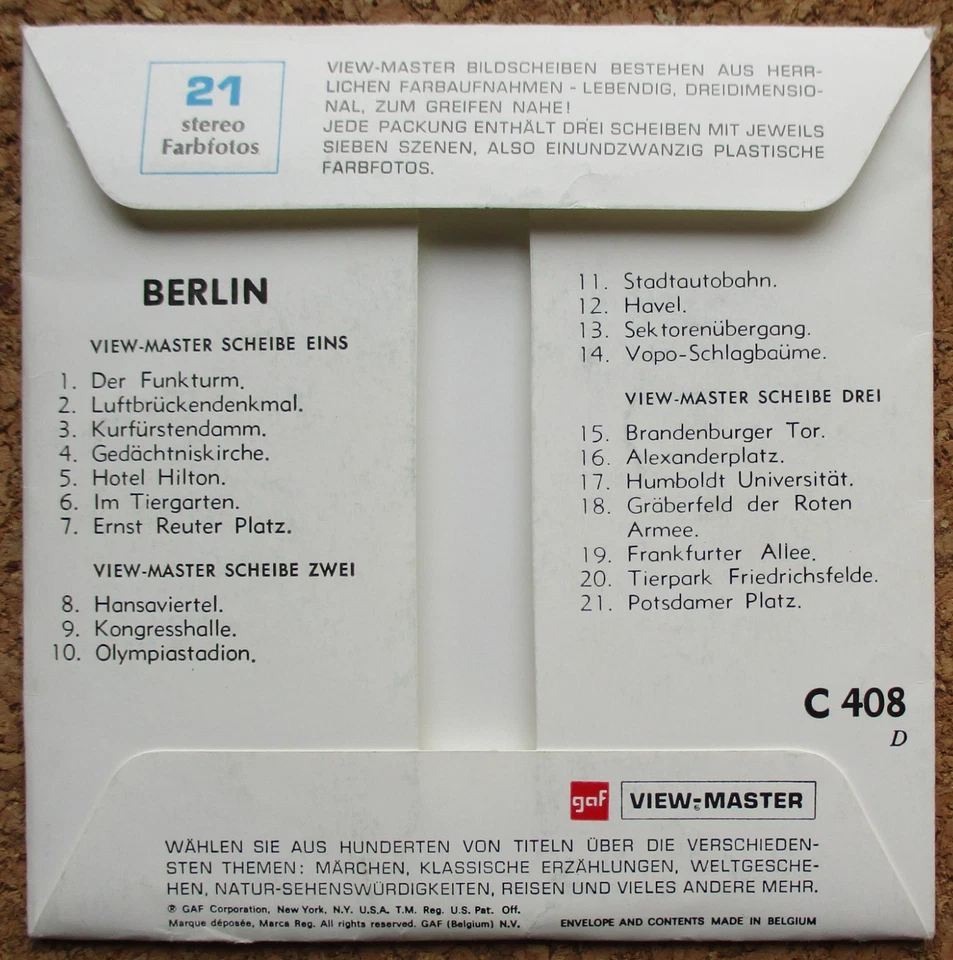 21
stereo
Farbfotos
VIEW-MASTER BILDSCHEIBEN BESTEHEN AUS HERR-
LICHEN FARBAUFNAHMEN - LEBENDIG, DREIDIMENSIO-
NAL, ZUM GREIFEN NAHE!
JEDE PACKUNG ENTHÄLT DREI SCHEIBEN MIT JEWEILS
SIEBEN SZENEN, ALSO EINUNDZWANZIG PLASTISCHE
FARBFOTOS.
BERLIN
VIEW-MASTER SCHEIBE EINS
1. Der Funkturm.
2. Luftbrückendenkmal.
3. Kurfürstendamm.
4. Gedächtniskirche.
5. Hotel Hilton.
6. Im Tiergarten.
7. Ernst Reuter Platz.
VIEW-MASTER SCHEIBE ZWEI
8. Hansaviertel.
9. Kongresshalle.
10. Olympiastadion.
11. Stadtautobahn.
12. Havel.
13. Sektorenübergang.
14. Vopo-Schlagbaüme.
VIEW-MASTER SCHEIBE DREI
15. Brandenburger Tor.
16. Alexanderplatz.
17. Humboldt Universität.
18. Gräberfeld der Roten
Armee.
19. Frankfurter Allee.
20. Tierpark Friedrichsfelde.
21. Potsdamer Platz.
C 408
D
gaf VIEW-MASTER
WÄHLEN SIE AUS HUNDERTEN VON TITELN ÜBER DIE VERSCHIEDEN-
STEN THEMEN: MÄRCHEN, KLASSISCHE ERZÄHLUNGEN, WELTGESCHE-
HEN, NATUR-SEHENSWÜRDIGKEITEN, REISEN UND VIELES ANDERE MEHR.
® GAF Corporation, New York, N.Y. U.S.A. T.M. Reg. U.S. Pat. Off.
Marque déposée, Marca Reg. All rights reserved. GAF (Belgium) N.V. ENVELOPE AND CONTENTS MADE IN BELGIUM